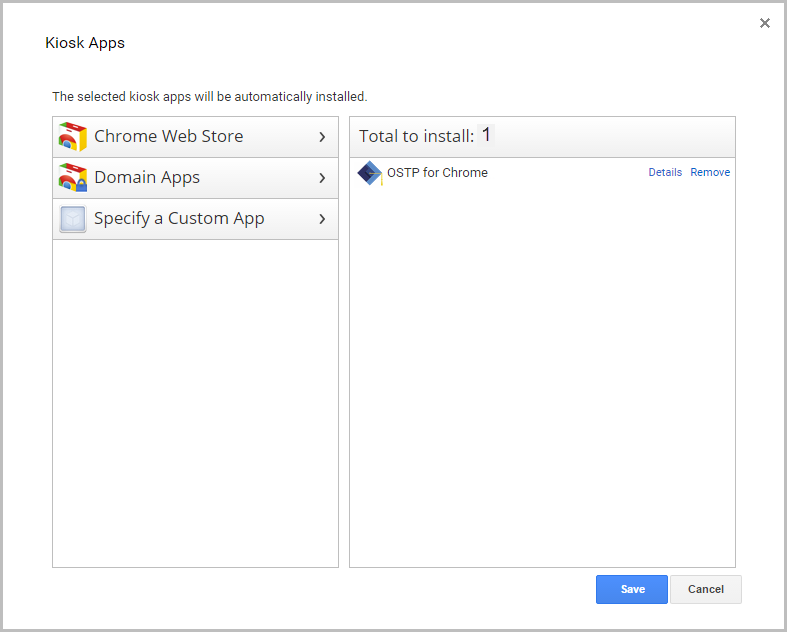 Kiosk Apps
The selected kiosk apps will be automatically installed.
Chrome Web Store
Domain Apps
Specify a Custom App
Total to install: 1
OSTP for Chrome Details Remove
Save Cancel